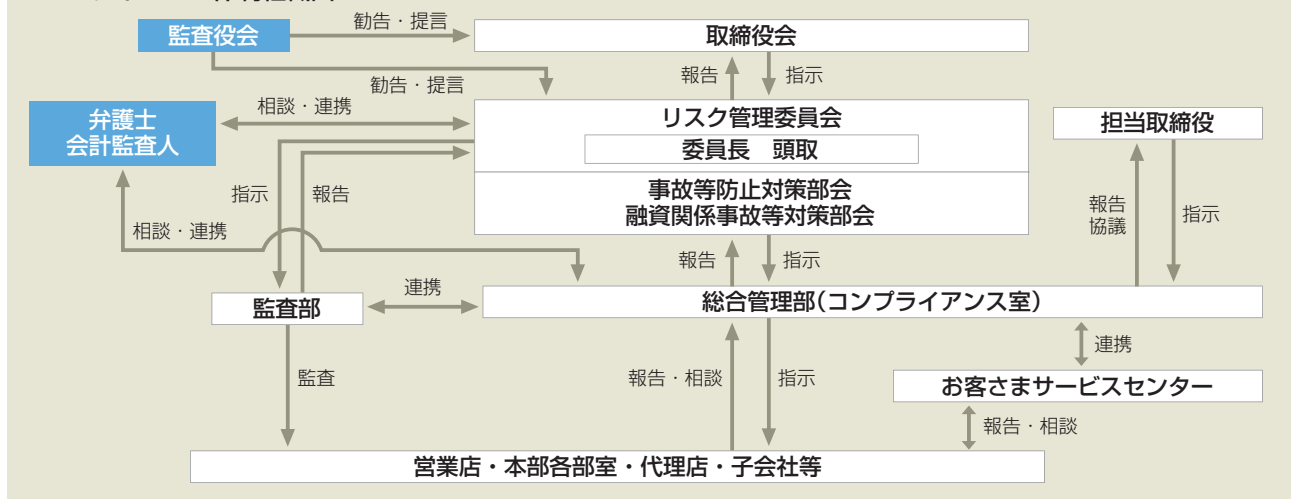 監査役会
勧告・提言
取締役会
報告
指示
勧告・提言
弁護士
会計監査人
相談・連携
リスク管理委員会
委員長 頭取
担当取締役
事故等防止対策部会
融資関係事故等対策部会
指示
報告
相談・連携
報告
協議
指示
報告
指示
監査部
連携
総合管理部(コンプライアンス室)
連携
監査
報告・相談
指示
お客さまサービスセンター
報告・相談
営業店・本部各部室・代理店・子会社等